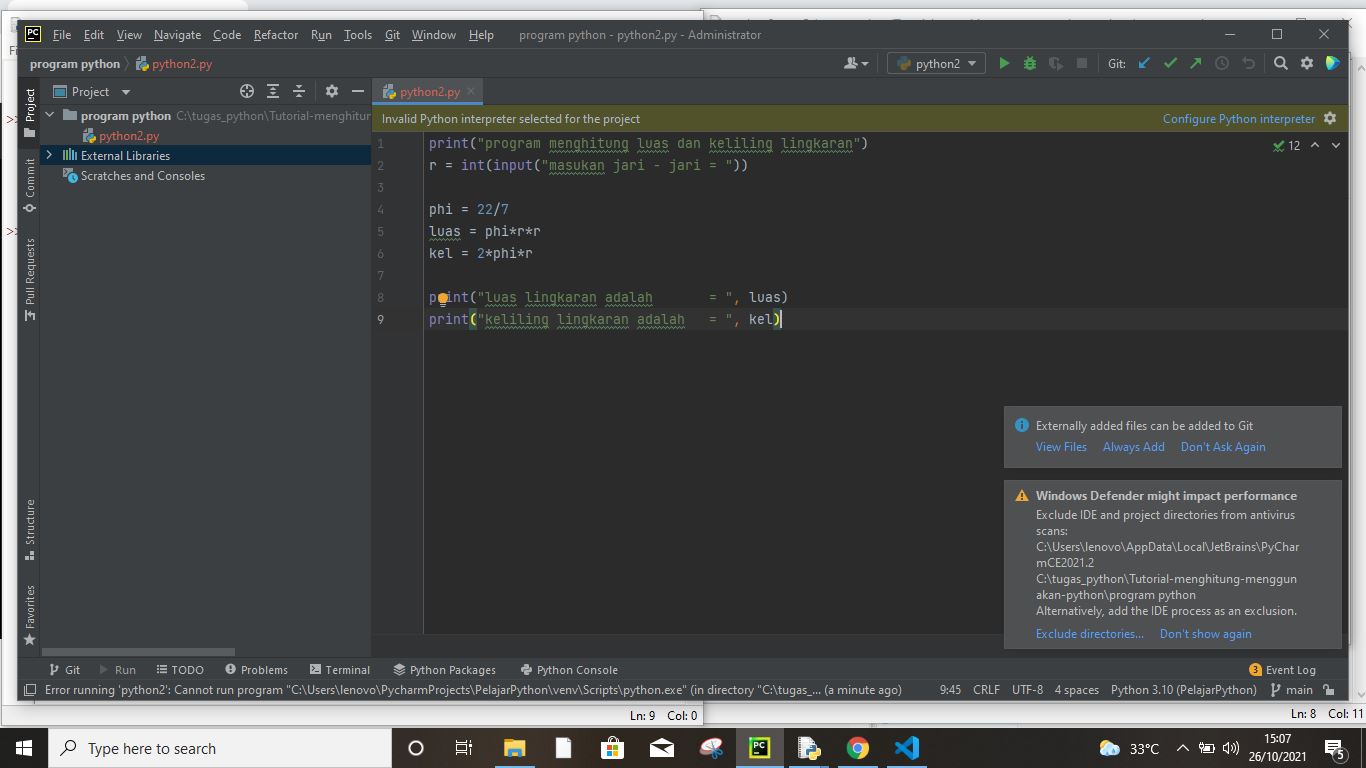 PC File Edit View Navigate Code Refactor Run Tools Git Window Help program python - python2.py - Administrator
program python python2.py python2 Git:
Project python2.py
Invalid Python interpreter selected for the project Configure Python interpreter
Project
Commit
Pull Requests
Structure
Favorites
program python C:\tugas_python\Tutorial-menghitur
python2.py
External Libraries
Scratches and Consoles
12
1 print("program menghitung luas dan keliling lingkaran")
2 r = int(input("masukan jari - jari = "))
3
4 phi = 22/7
5 luas = phi*r*r
6 kel = 2*phi*r
7
8 print("luas lingkaran adalah       = ", luas)
9 print("keliling lingkaran adalah   = ", kel)
Externally added files can be added to Git
View Files Always Add Don't Ask Again
Windows Defender might impact performance
Exclude IDE and project directories from antivirus
scans:
C:\Users\lenovo\AppData\Local\JetBrains\PyChar
mCE2021.2
C:\tugas_python\Tutorial-menghitung-menggun
akan-python\program python
Alternatively, add the IDE process as an exclusion.
Exclude directories... Don't show again
Git Run TODO Problems Terminal Python Packages Python Console 3 Event Log
Error running 'python2': Cannot run program "C:\Users\lenovo\PycharmProjects\PelajarPython\venv\Scripts\python.exe" (in directory "C:\tugas_... (a minute ago) 9:45 CRLF UTF-8 4 spaces Python 3.10 (PelajarPython) main
Ln: 9 Col: 0
Ln: 8 Col: 11
Type here to search PC 33°C 15:07
26/10/2021 5